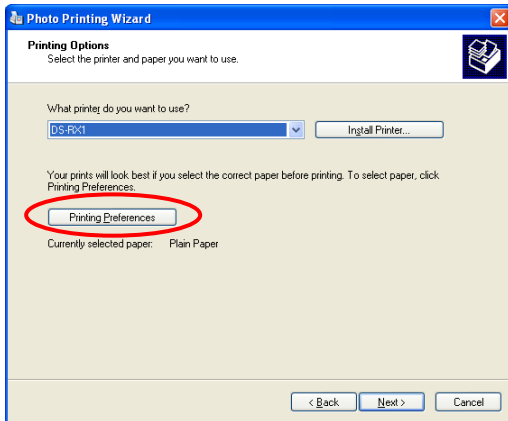 Photo Printing Wizard
Printing Options
Select the printer and paper you want to use.
What printer do you want to use?
DS-RX1
Install Printer...
Your prints will look best if you select the correct paper before printing. To select paper, click
Printing Preferences.
Printing Preferences
Currently selected paper: Plain Paper
< Back
Next >
Cancel